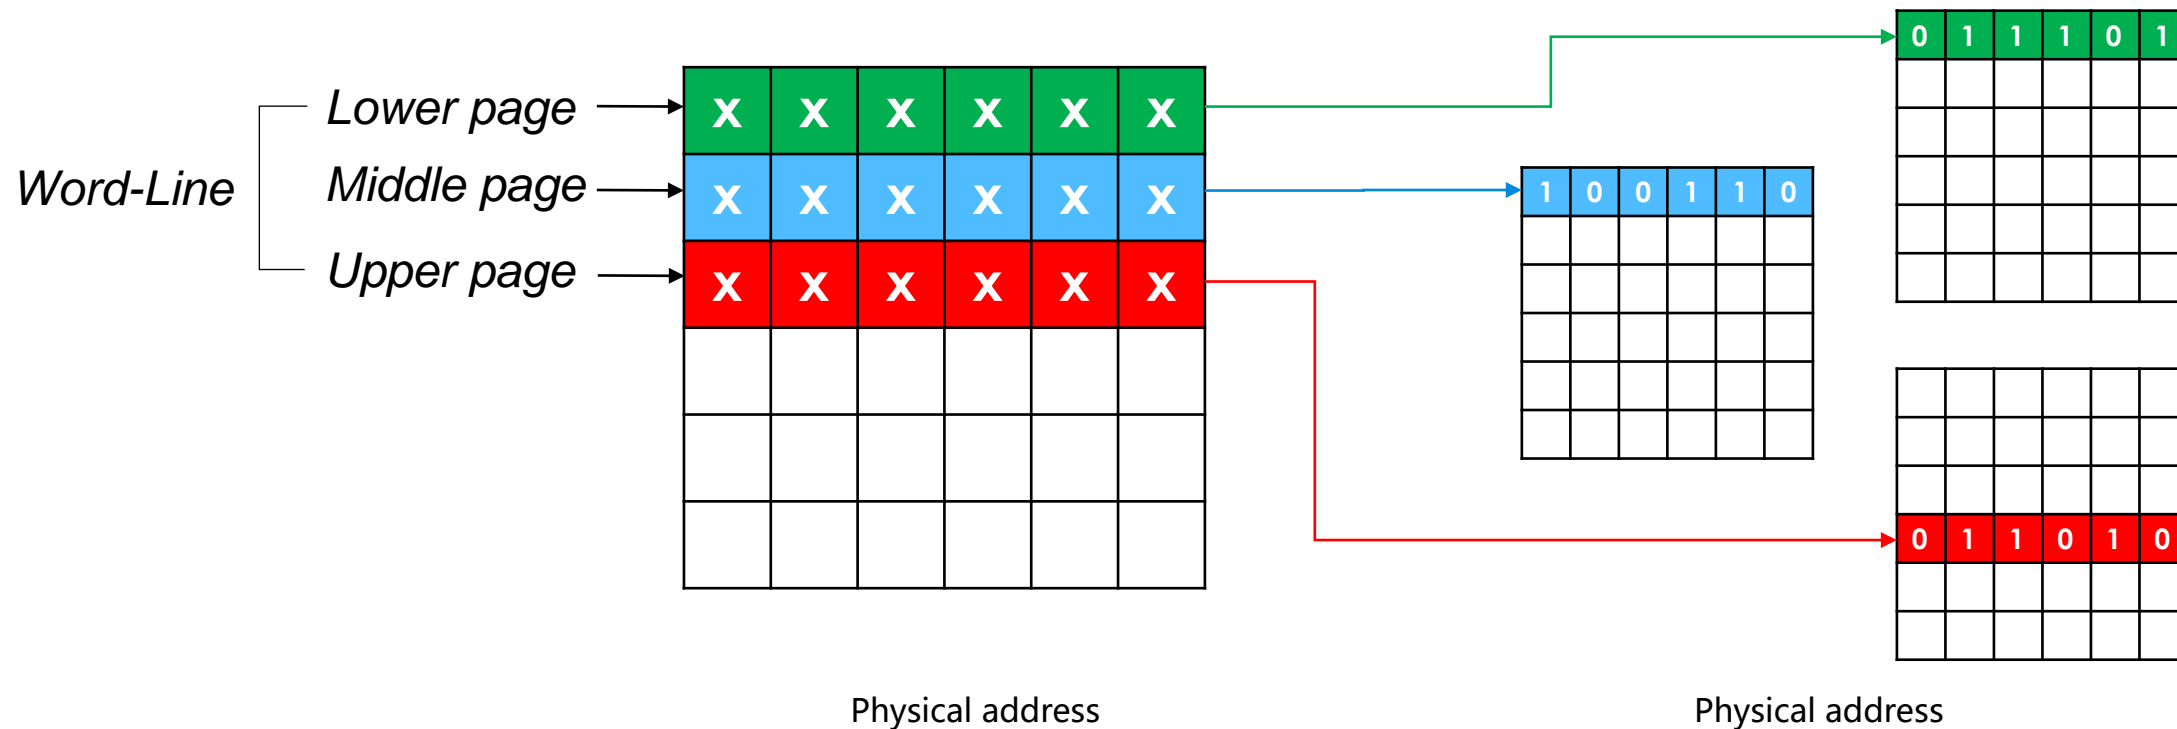 Word-Line
Lower page
Middle page
Upper page
x x x x x x
x x x x x x
x x x x x x
0 1 1 1 0 1
1 0 0 1 1 0
0 1 1 0 1 0
Physical address
Physical address